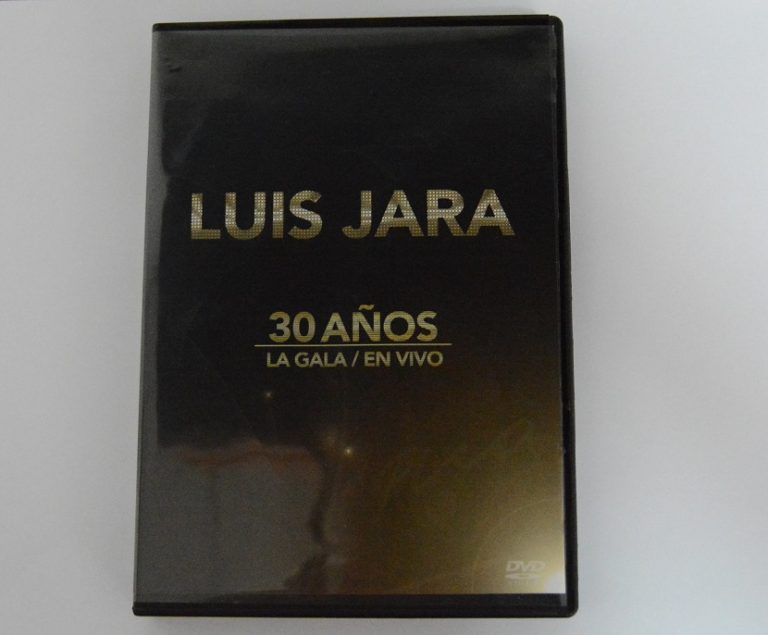 LUIS JARA
30 AÑOS
LA GALA / EN VIVO
DVD